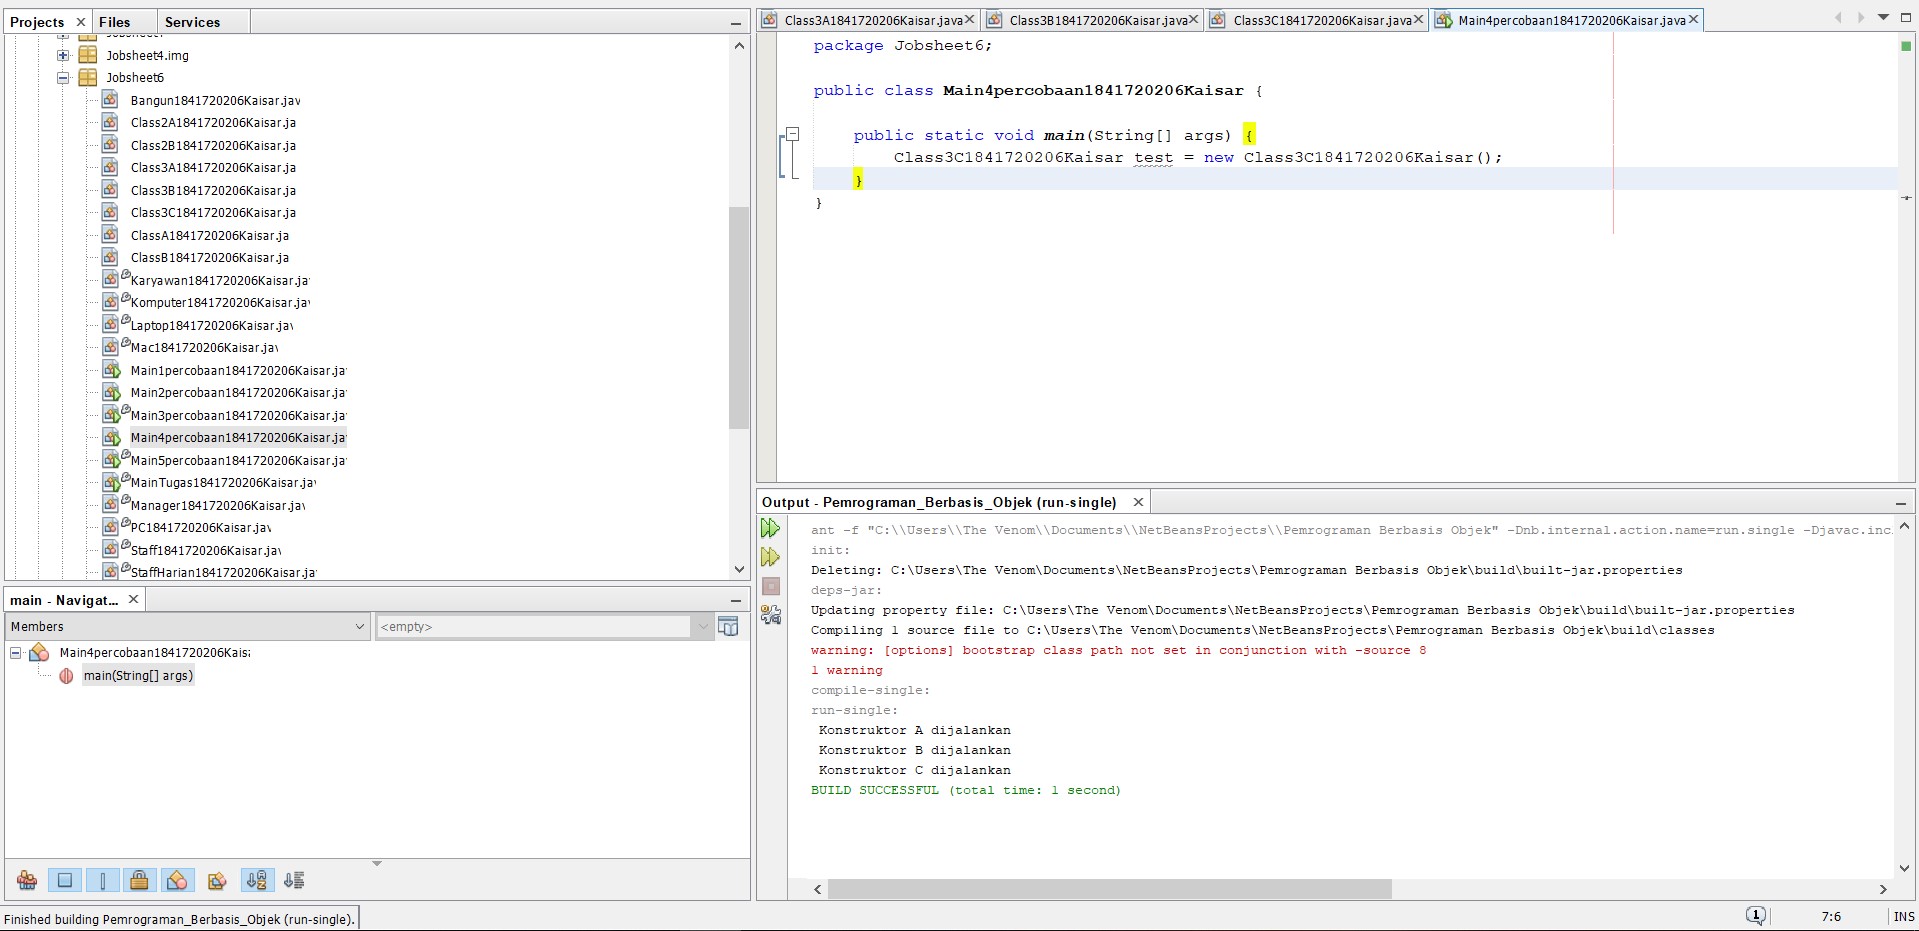 Projects
Files
Services
Jobsheet4.img
Jobsheet6
Bangun1841720206Kaisar.jav
Class2A1841720206Kaisar.ja
Class2B1841720206Kaisar.ja
Class3A1841720206Kaisar.ja
Class3B1841720206Kaisar.ja
Class3C1841720206Kaisar.ja
ClassA1841720206Kaisar.ja
ClassB1841720206Kaisar.ja
Karyawan1841720206Kaisar.ja
Komputer1841720206Kaisar.ja
Laptop1841720206Kaisar.ja
Mac1841720206Kaisar.jav
Main1percobaan1841720206Kaisar.ja
Main2percobaan1841720206Kaisar.ja
Main3percobaan1841720206Kaisar.ja
Main4percobaan1841720206Kaisar.ja
Main5percobaan1841720206Kaisar.ja
MainTugas1841720206Kaisar.jav
Manager1841720206Kaisar.jav
PC1841720206Kaisar.jav
Staff1841720206Kaisar.jav
StaffHarian1841720206Kaisar.ja
main - Navigat...
Members
<empty>
Main4percobaan1841720206Kais
main(String[] args)
Finished building Pemrograman_Berbasis_Objek (run-single).
Class3A1841720206Kaisar.java
Class3B1841720206Kaisar.java
Class3C1841720206Kaisar.java
Main4percobaan1841720206Kaisar.java
package Jobsheet6;
public class Main4percobaan1841720206Kaisar {
public static void main(String[] args) {
Class3C1841720206Kaisar test = new Class3C1841720206Kaisar();
}
}
Output - Pemrograman_Berbasis_Objek (run-single)
ant -f "C:\\Users\\The Venom\\Documents\\NetBeansProjects\\Pemrograman Berbasis Objek" -Dnb.internal.action.name=run.single -Djavac.inc
init:
Deleting: C:\Users\The Venom\Documents\NetBeansProjects\Pemrograman Berbasis Objek\build\built-jar.properties
deps-jar:
Updating property file: C:\Users\The Venom\Documents\NetBeansProjects\Pemrograman Berbasis Objek\build\built-jar.properties
Compiling 1 source file to C:\Users\The Venom\Documents\NetBeansProjects\Pemrograman Berbasis Objek\build\classes
warning: [options] bootstrap class path not set in conjunction with -source 8
1 warning
compile-single:
run-single:
Konstruktor A dijalankan
Konstruktor B dijalankan
Konstruktor C dijalankan
BUILD SUCCESSFUL (total time: 1 second)
1
7:6
INS